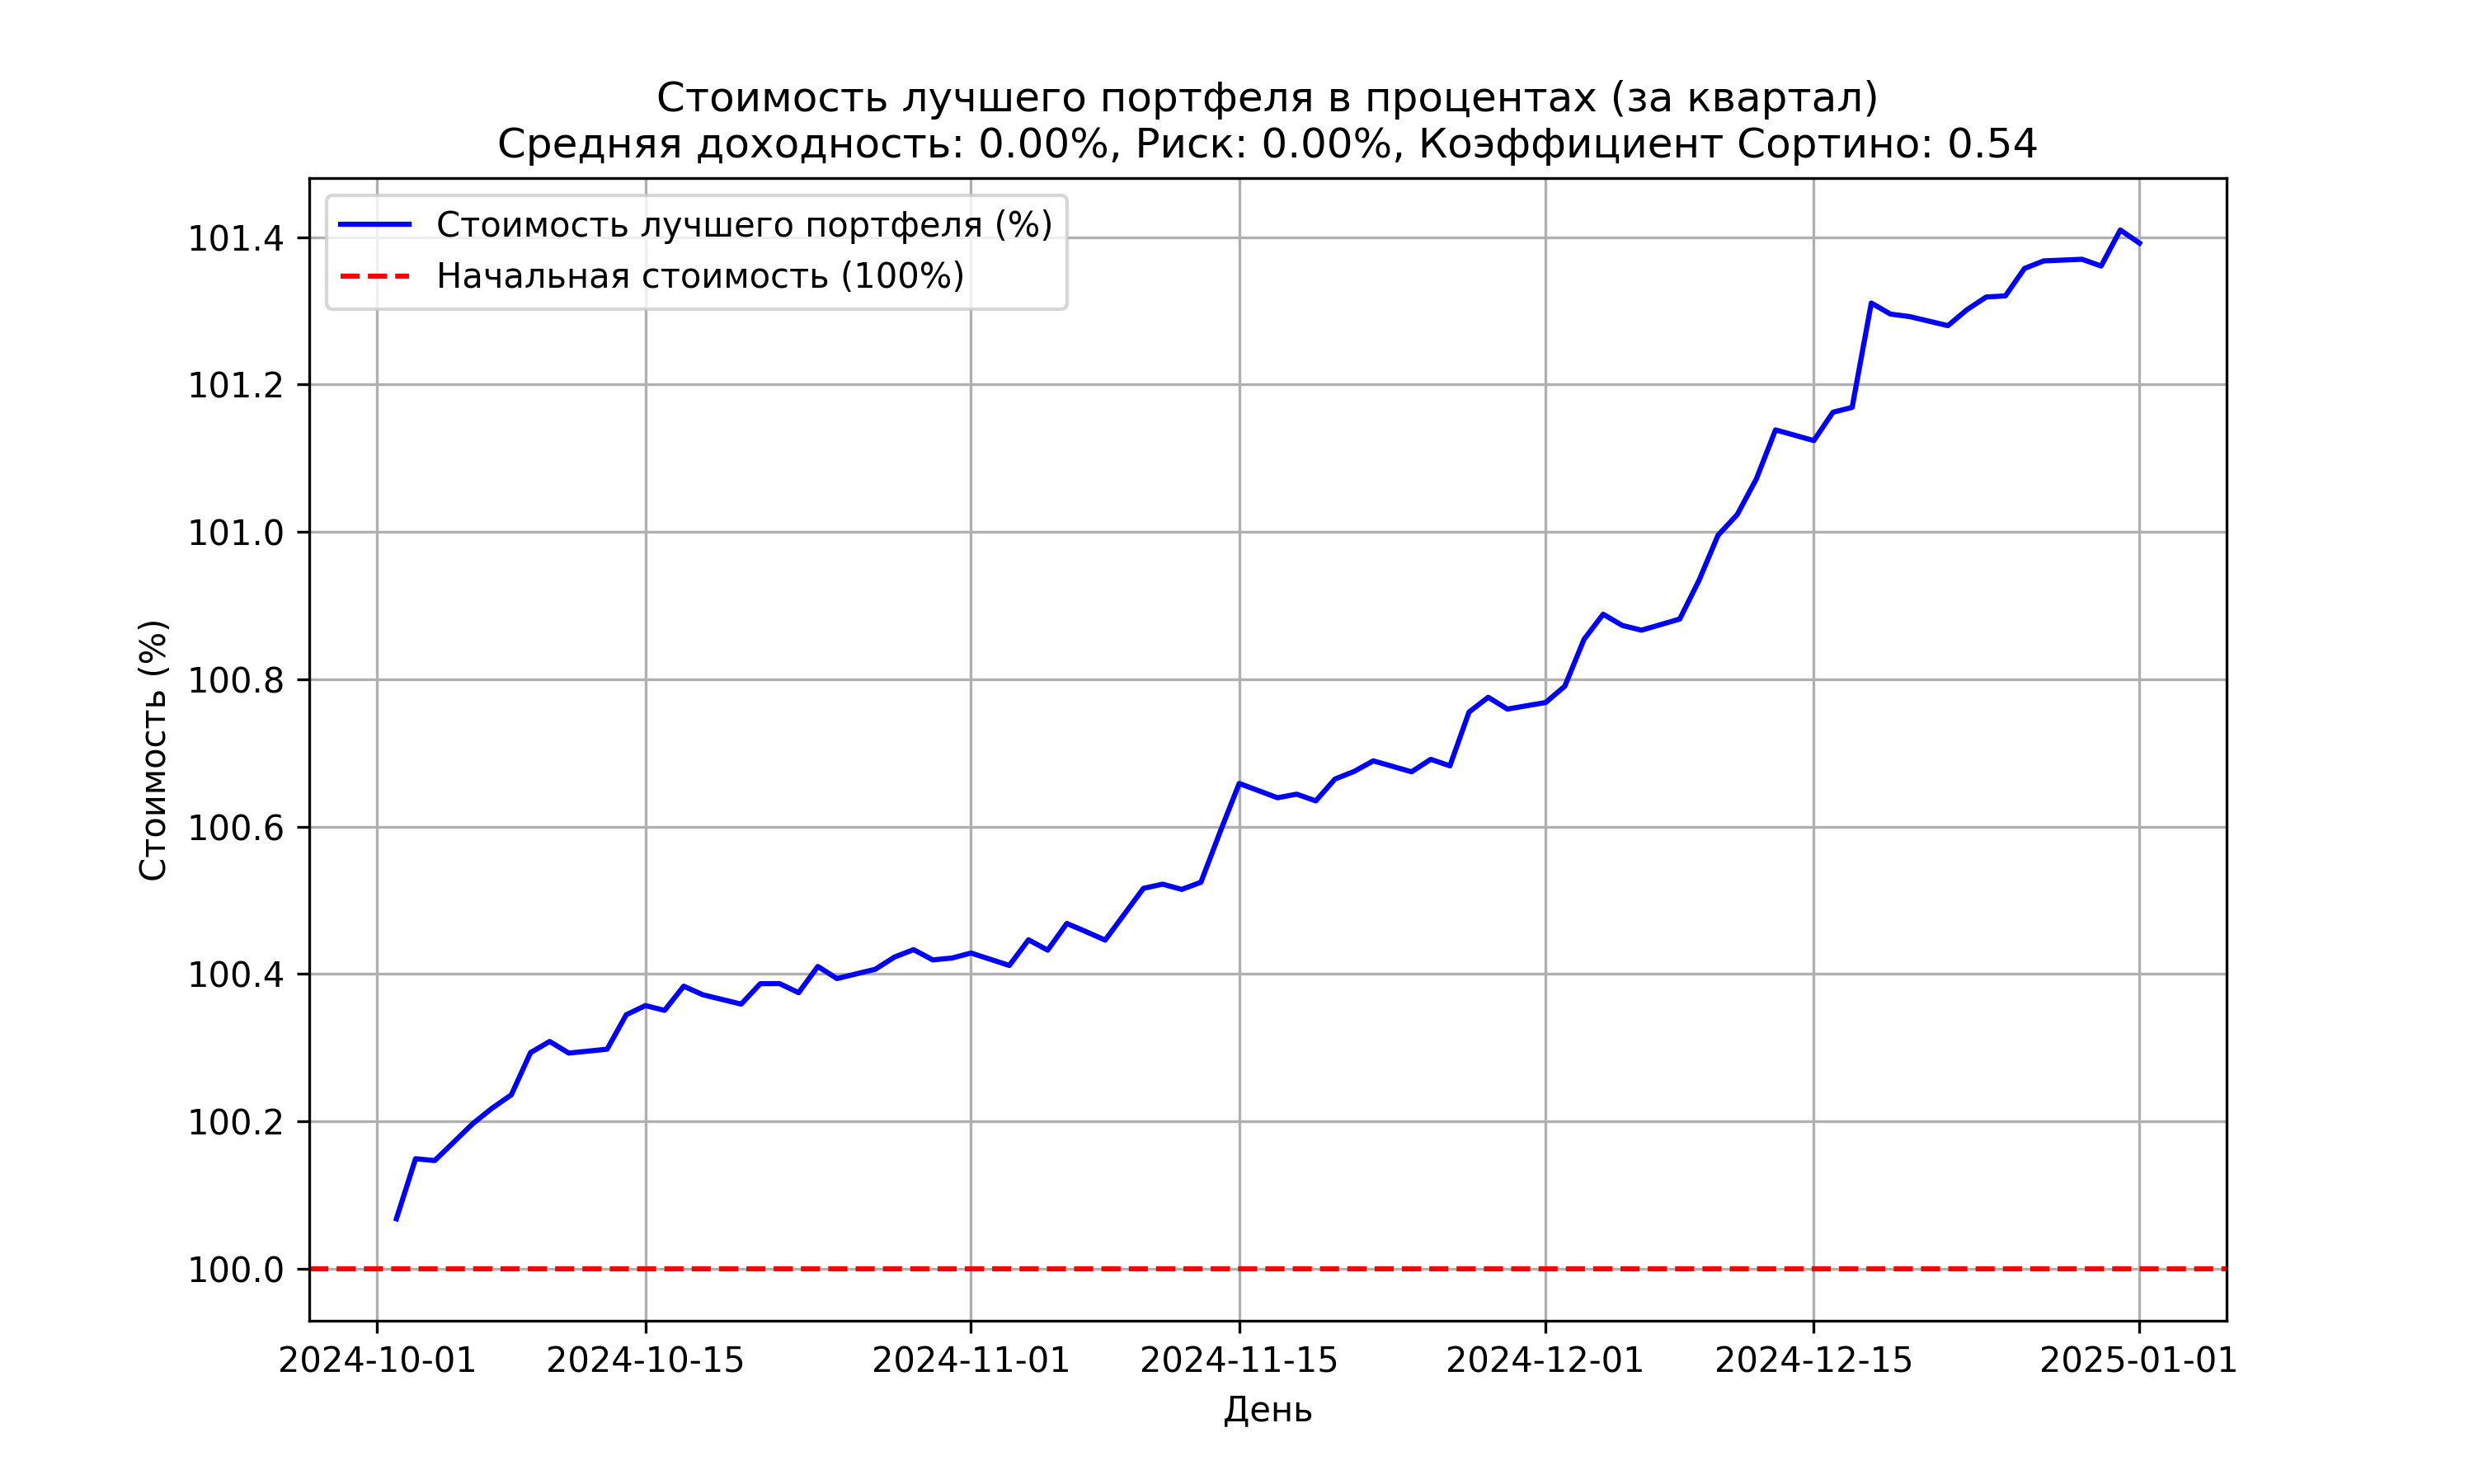 Стоимость лучшего портфеля в процентах (за квартал)
Средняя доходность: 0.00%, Риск: 0.00%, Коэффициент Сортино: 0.54
Стоимость лучшего портфеля (%)
Начальная стоимость (100%)
101.4
101.2
101.0
100.8
100.6
100.4
100.2
100.0
Стоимость (%)
2024-10-01
2024-10-15
2024-11-01
2024-11-15
2024-12-01
2024-12-15
2025-01-01
День